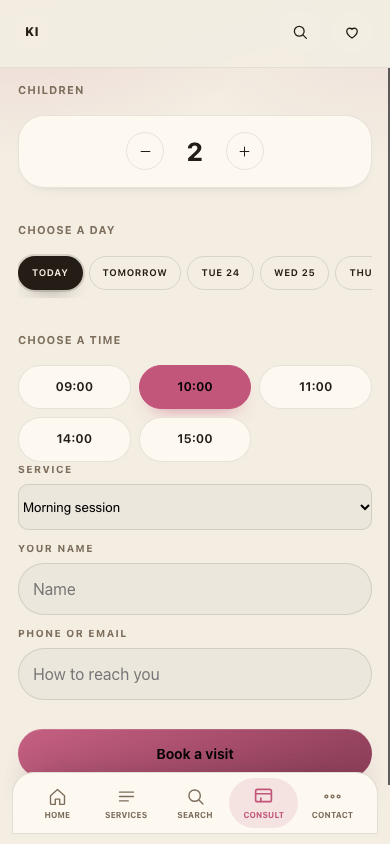 KI
CHILDREN
2
CHOOSE A DAY
TODAY TOMORROW TUE 24 WED 25 THU
CHOOSE A TIME
09:00 10:00 11:00
14:00 15:00
SERVICE
Morning session
YOUR NAME
Name
PHONE OR EMAIL
How to reach you
Book a visit
HOME SERVICES SEARCH CONSULT CONTACT